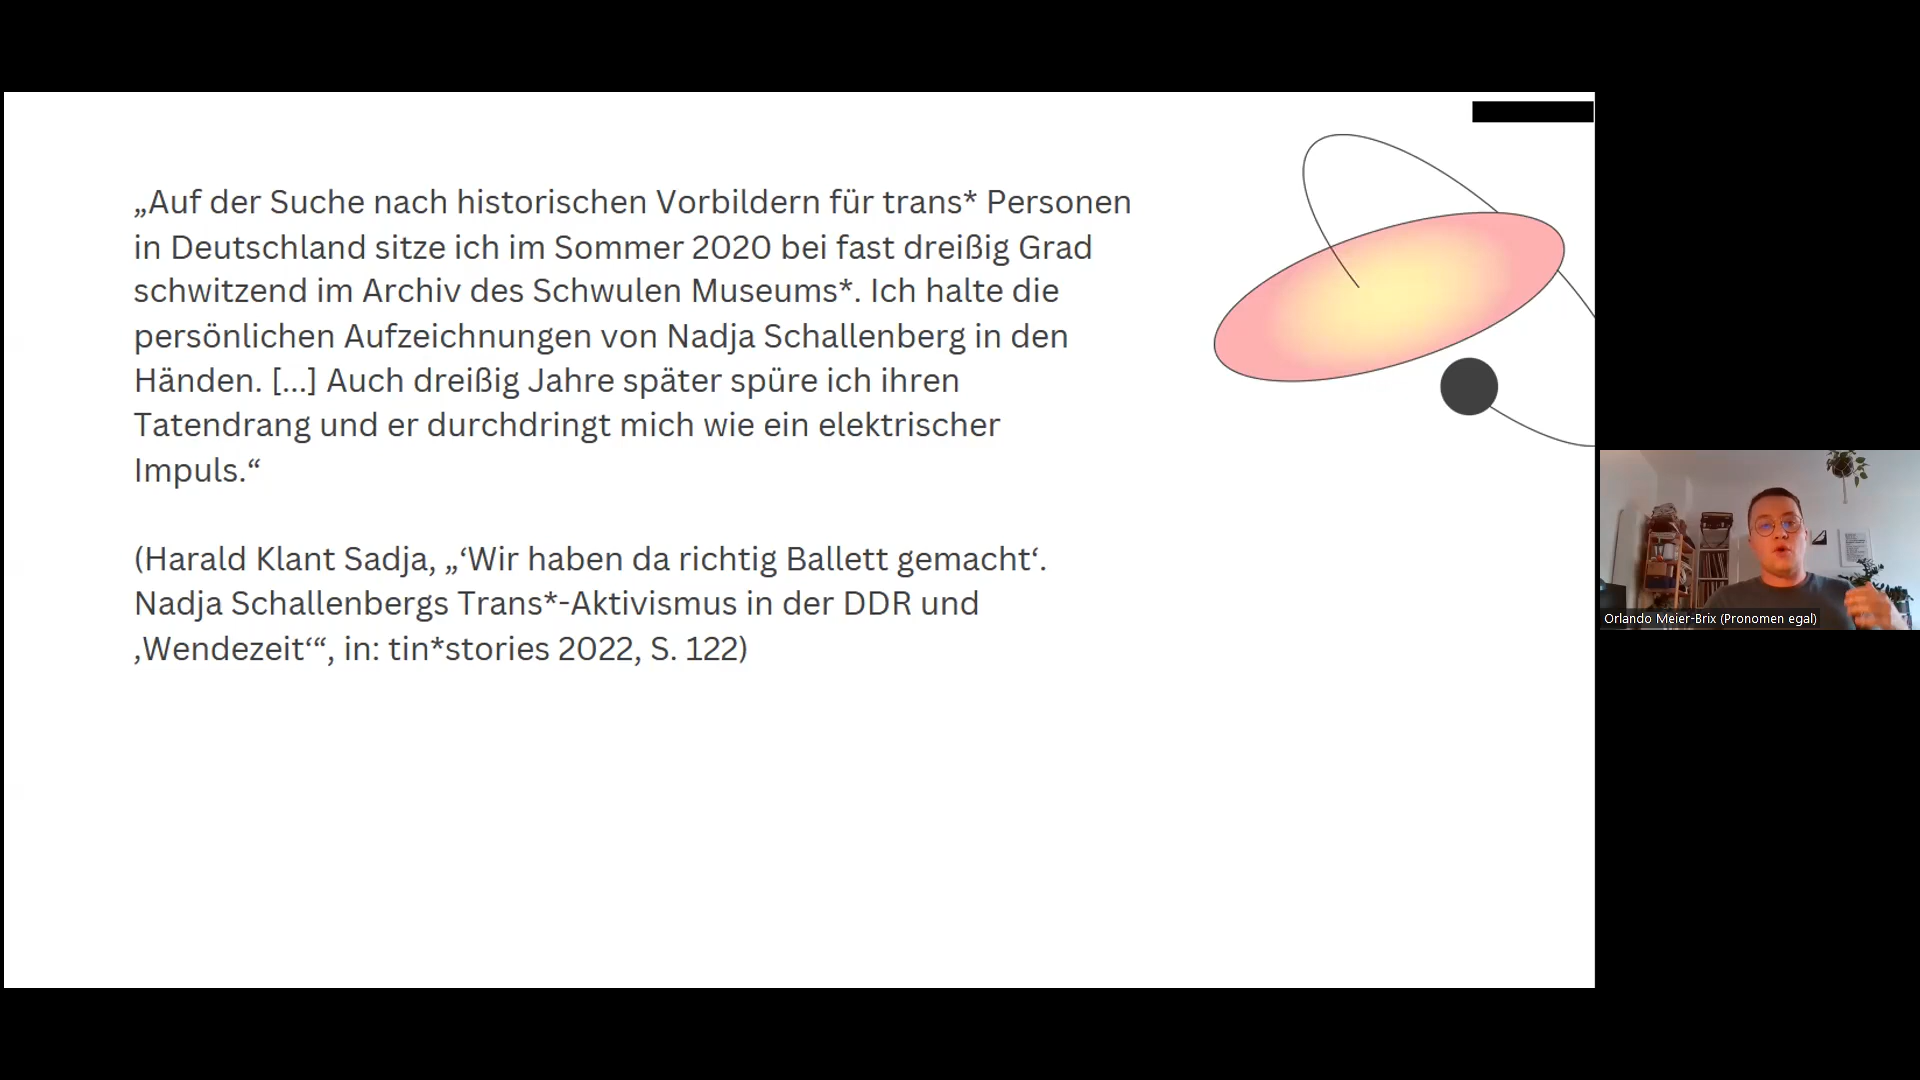 „Auf der Suche nach historischen Vorbildern für trans* Personen
in Deutschland sitze ich im Sommer 2020 bei fast dreißig Grad
schwitzend im Archiv des Schwulen Museums*. Ich halte die
persönlichen Aufzeichnungen von Nadja Schallenberg in den
Händen. [...] Auch dreißig Jahre später spüre ich ihren
Tatendrang und er durchdringt mich wie ein elektrischer
Impuls.“
(Harald Klant Sadja, „‘Wir haben da richtig Ballett gemacht‘.
Nadja Schallenbergs Trans*-Aktivismus in der DDR und
‚Wendezeit‘“, in: tin*stories 2022, S. 122)
Orlando Meier-Brix (Pronomen egal)